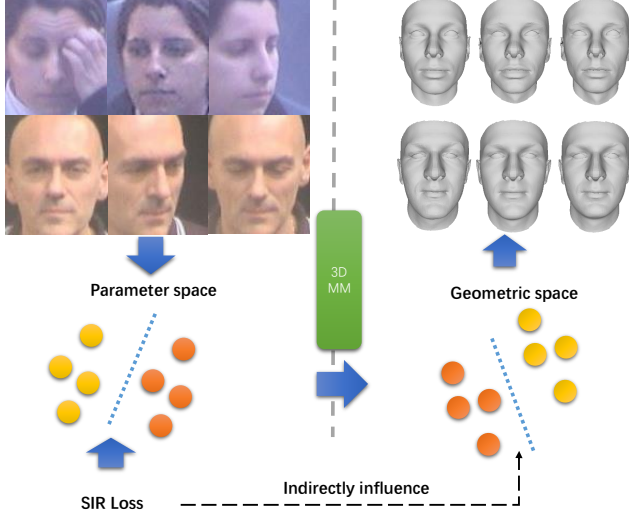 3D
MM
Parameter space
Geometric space
Indirectly influence
SIR Loss